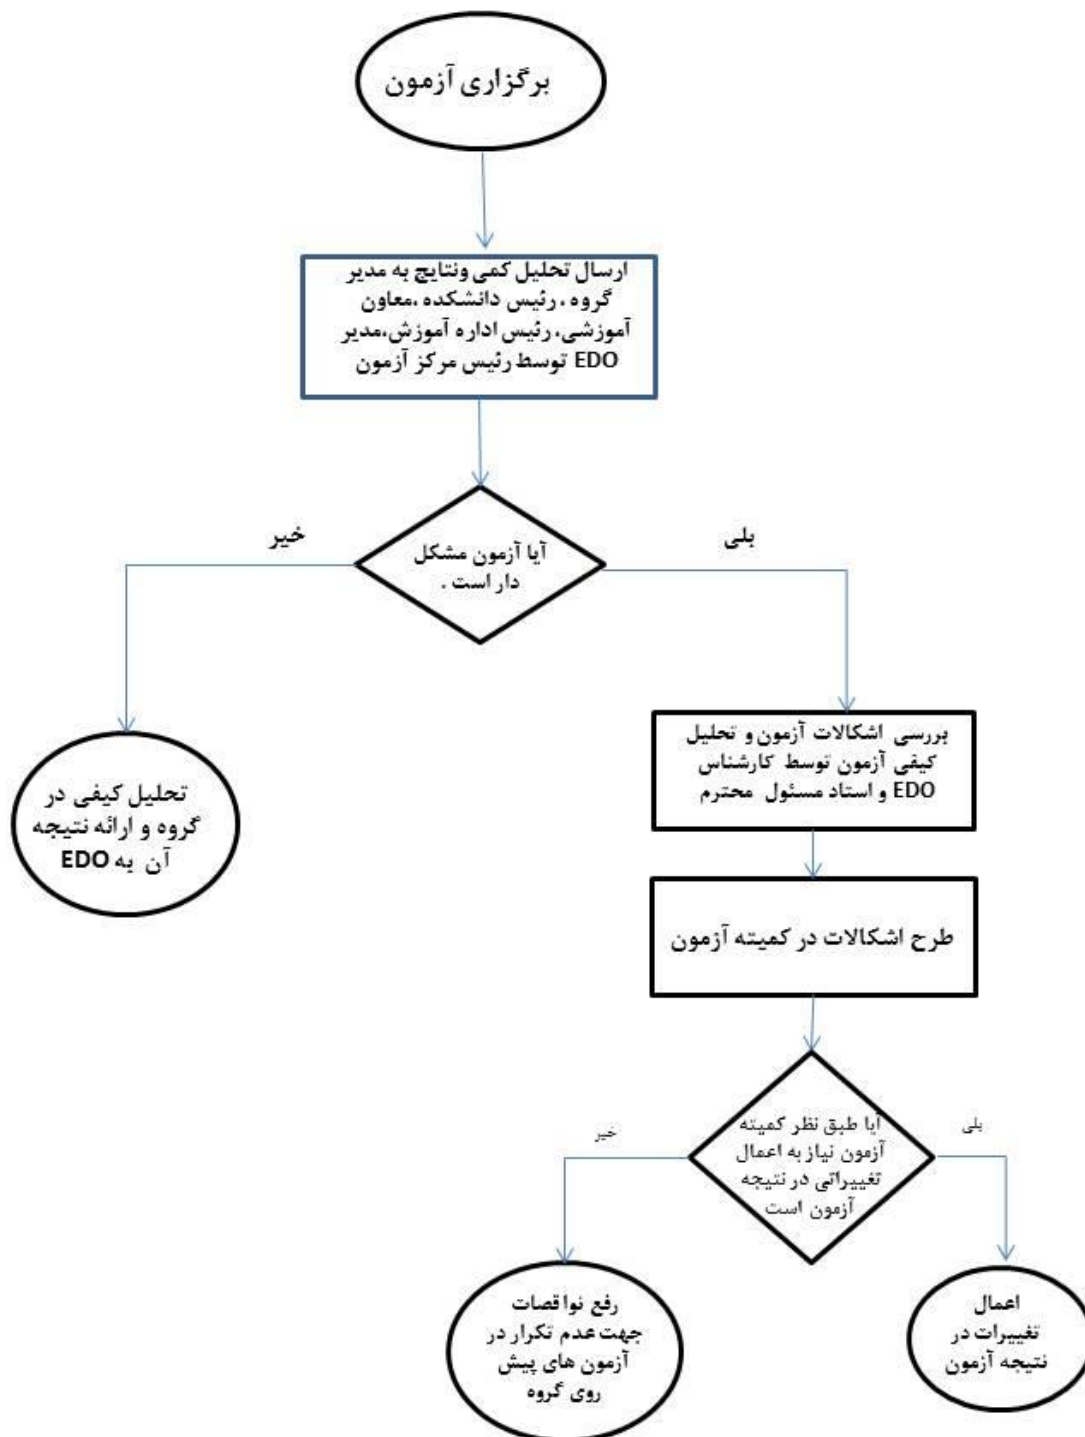 برگزاری آزمون
ارسال تحلیل کمی ونتایج به مدیر
گروه ، رئیس دانشکده ،معاون
آموزشی، رئیس اداره آموزش،مدیر
EDO توسط رئیس مرکز آزمون
آیا آزمون مشکل
دار است .
بلی
خیر
بررسی اشکالات آزمون و تحلیل
کیفی آزمون توسط کارشناس
EDO و استاد مسئول محترم
تحلیل کیفی در
گروه و ارائه نتیجه
آن به EDO
طرح اشکالات در کمیته آزمون
آیا طبق نظر کمیته
آزمون نیاز به اعمال
تغییراتی در نتیجه
آزمون است
بلی
خیر
اعمال
تغییرات در
نتیجه آزمون
رفع نواقصات
جهت عدم تکرار در
آزمون های پیش
روی گروه